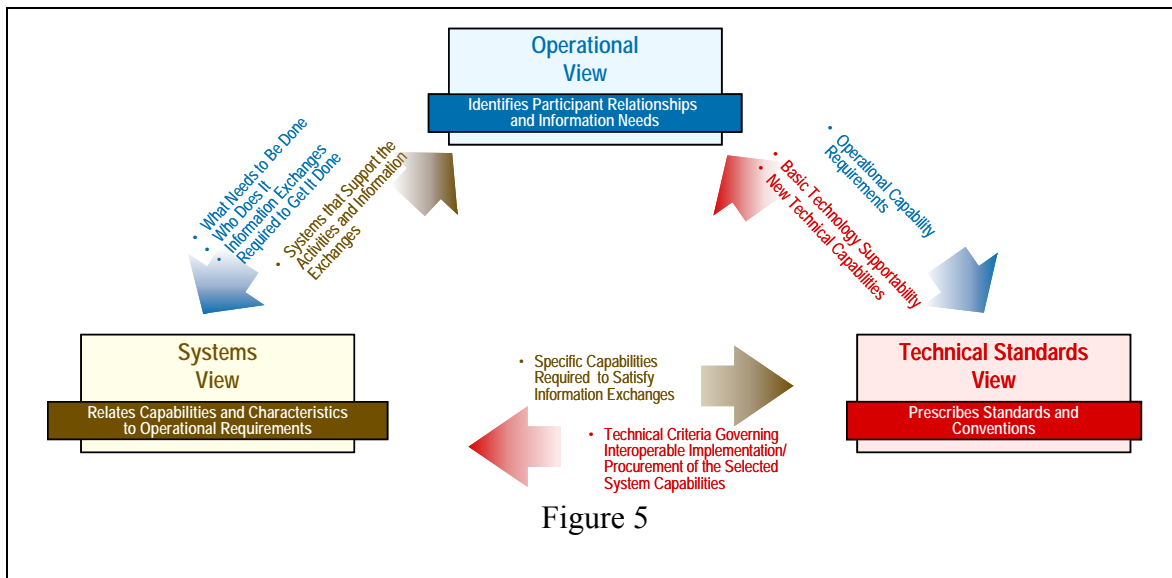 Operational
View
Identifies Participant Relationships
and Information Needs
• What Needs to Be Done
• Who Does It
• Information Exchanges
Required to Get It Done
• Systems that Support the
Activities and Information
Exchanges
• Basic Technology Supportability
• New Technical Capabilities
• Operational Capability
Requirements
Systems
View
Relates Capabilities and Characteristics
to Operational Requirements
• Specific Capabilities
Required to Satisfy
Information Exchanges
• Technical Criteria Governing
Interoperable Implementation/
Procurement of the Selected
System Capabilities
Technical Standards
View
Prescribes Standards and
Conventions
Figure 5